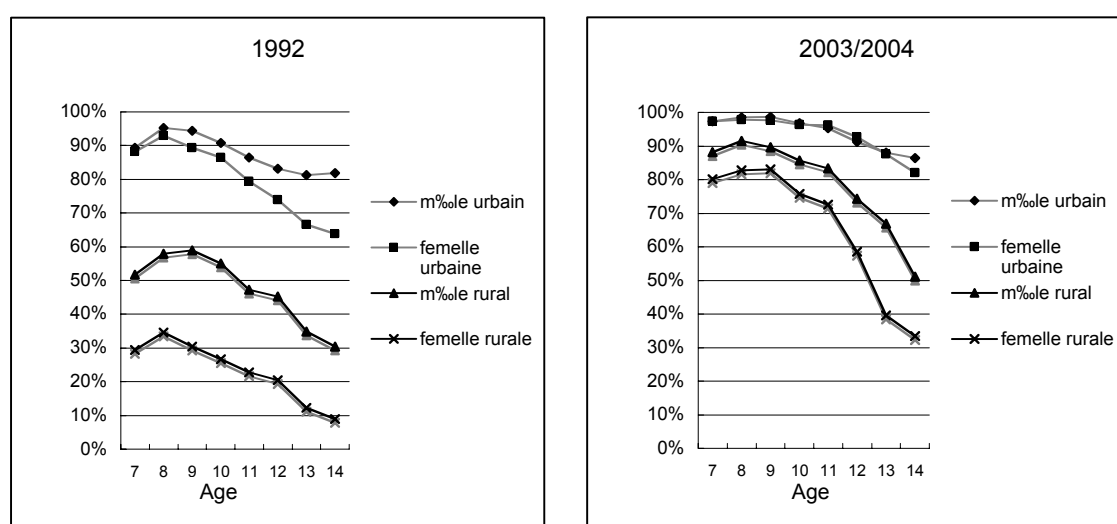 1992
100%
90%
80%
70%
60%
50%
40%
30%
20%
10%
0%
7 8 9 10 11 12 13 14
Age
m‰le urbain
femelle
urbaine
m‰le rural
femelle rurale
2003/2004
100%
90%
80%
70%
60%
50%
40%
30%
20%
10%
0%
7 8 9 10 11 12 13 14
Age
m‰le urbain
femelle
urbaine
m‰le rural
femelle rurale